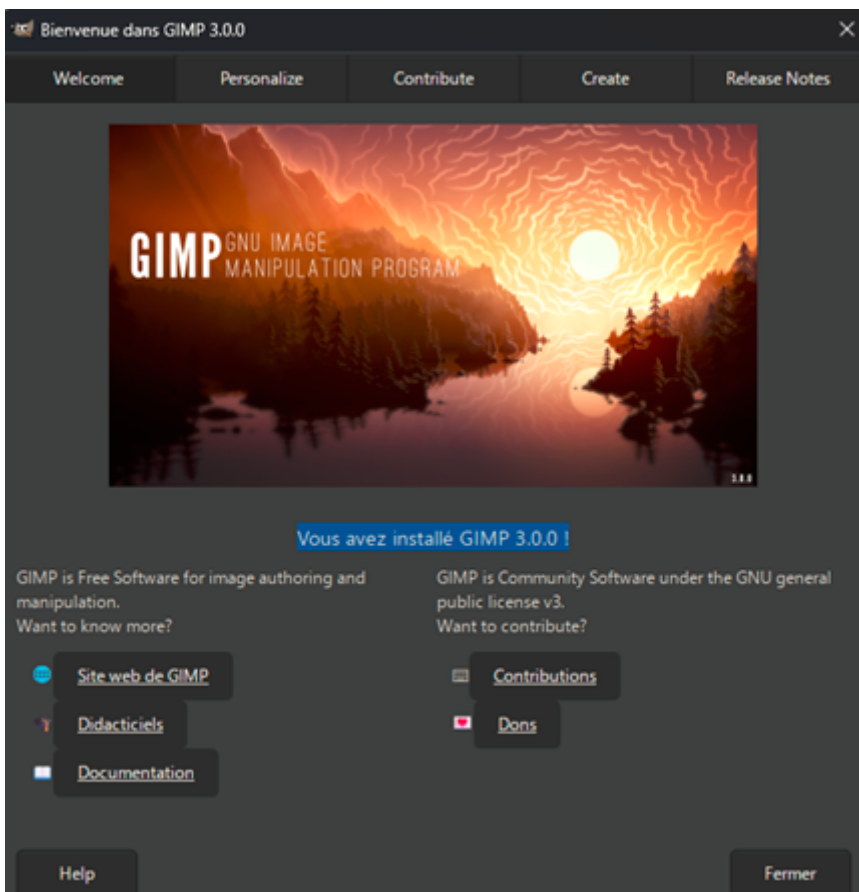 Bienvenue dans GIMP 3.0.0
Welcome Personalize Contribute Create Release Notes
GIMP GNU IMAGE
MANIPULATION PROGRAM
3.0.0
Vous avez installé GIMP 3.0.0 !
GIMP is Free Software for image authoring and
manipulation.
Want to know more?
Site web de GIMP
Didacticiels
Documentation
GIMP is Community Software under the GNU general
public license v3.
Want to contribute?
Contributions
Dons
Help Fermer